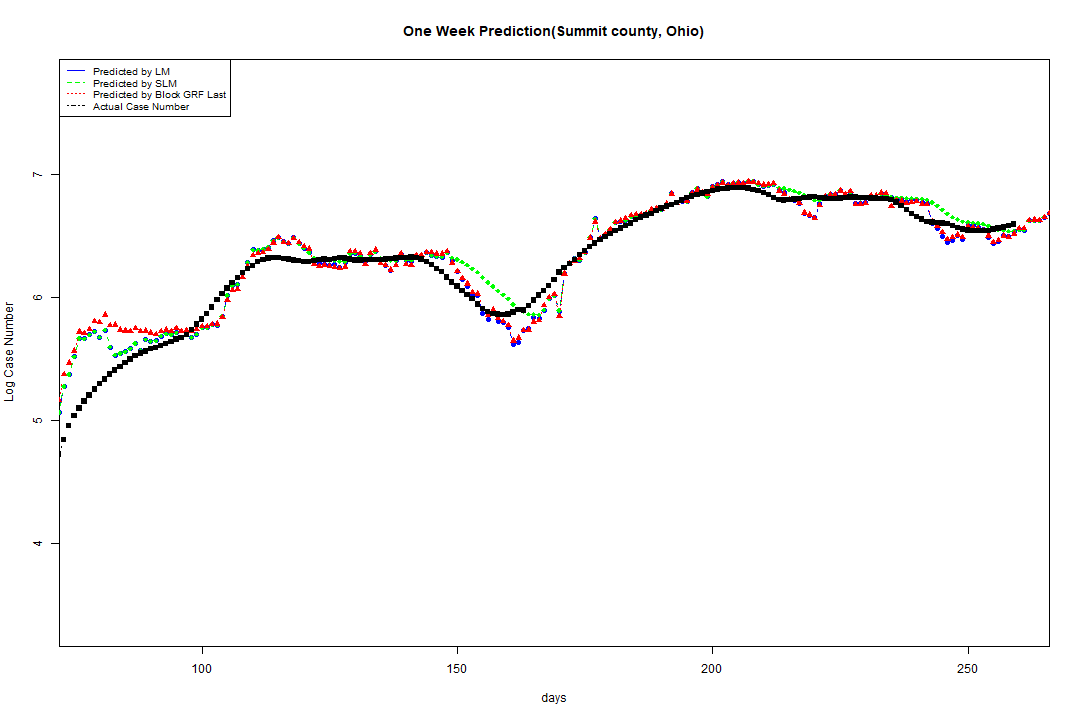 One Week Prediction(Summit county, Ohio)
Predicted by LM
Predicted by SLM
Predicted by Block GRF Last
Actual Case Number
7
6
5
4
Log Case Number
100 150 200 250
days